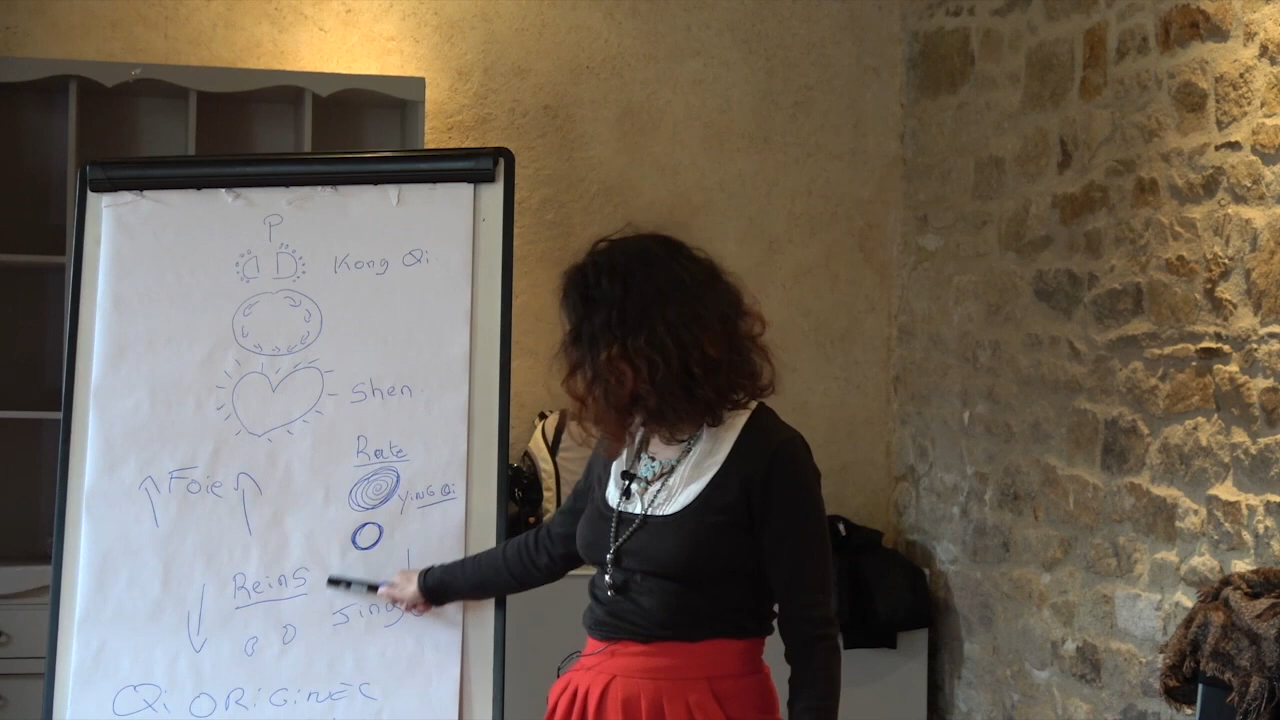 P
Kong Qi
Shen
Rate
Foie
YiNG Qi
Reins
Jing
Qi ORiGiNEL